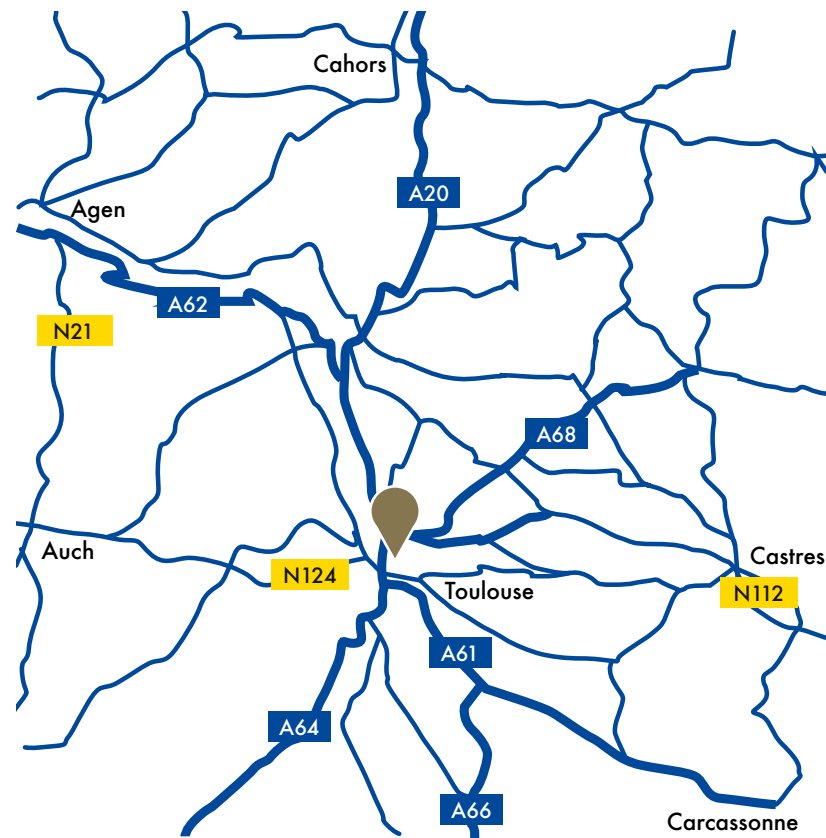 Cahors
A20
Agen
A62
N21
A68
Auch
Castres
N124
Toulouse
N112
A61
A64
A66
Carcassonne